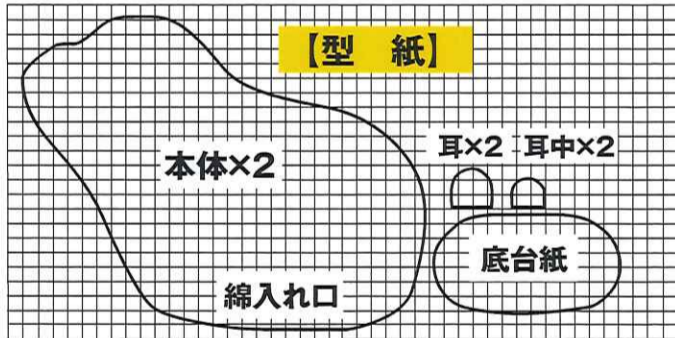 【型　紙】
本体×2
耳×2
耳中×2
綿入れ口
底台紙